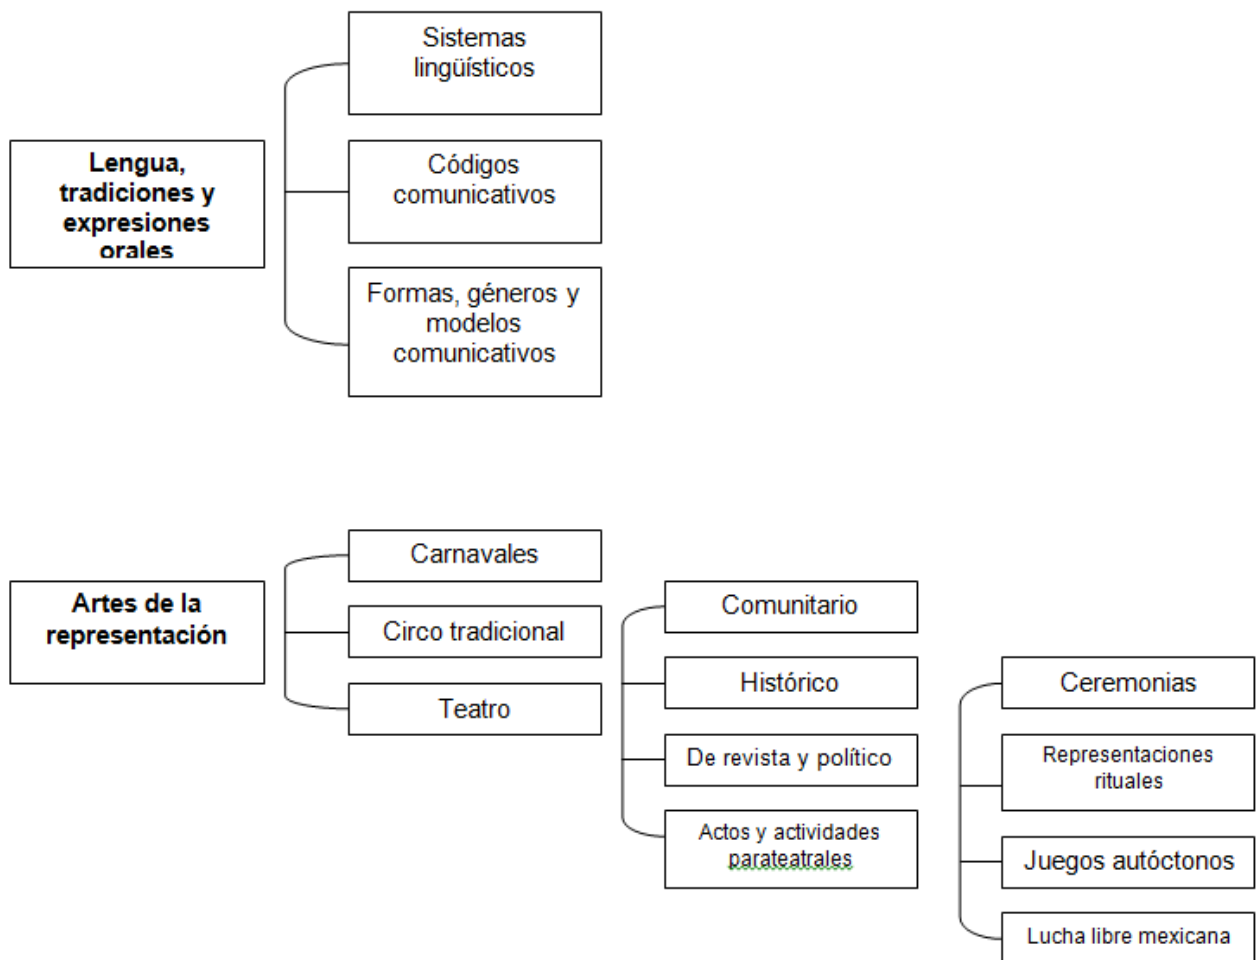 Sistemas
lingüísticos
Lengua,
tradiciones y
expresiones
orales
Códigos
comunicativos
Formas, géneros y
modelos
comunicativos
Artes de la
representación
Carnavales
Circo tradicional
Teatro
Comunitario
Histórico
De revista y político
Actos y actividades
parateatrales
Ceremonias
Representaciones
rituales
Juegos autóctonos
Lucha libre mexicana